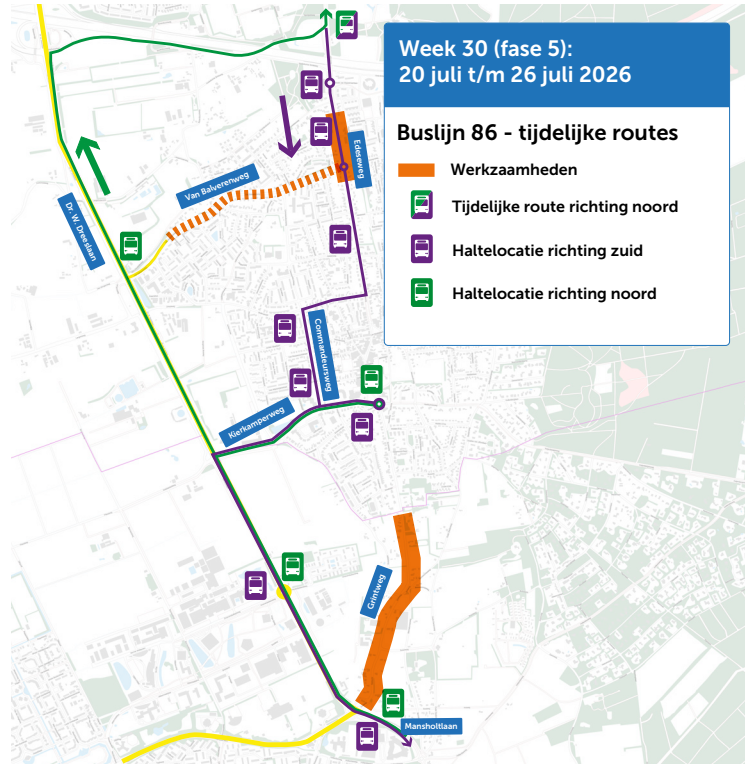 Week 30 (fase 5):
20 juli t/m 26 juli 2026
Buslijn 86 - tijdelijke routes
Werkzaamheden
Tijdelijke route richting noord
Haltelocatie richting zuid
Haltelocatie richting noord
Edeseweg
Van Balverenweg
Dr. W. Dreeslaan
Commandeursweg
Kierkamperweg
Grintweg
Mansholtlaan